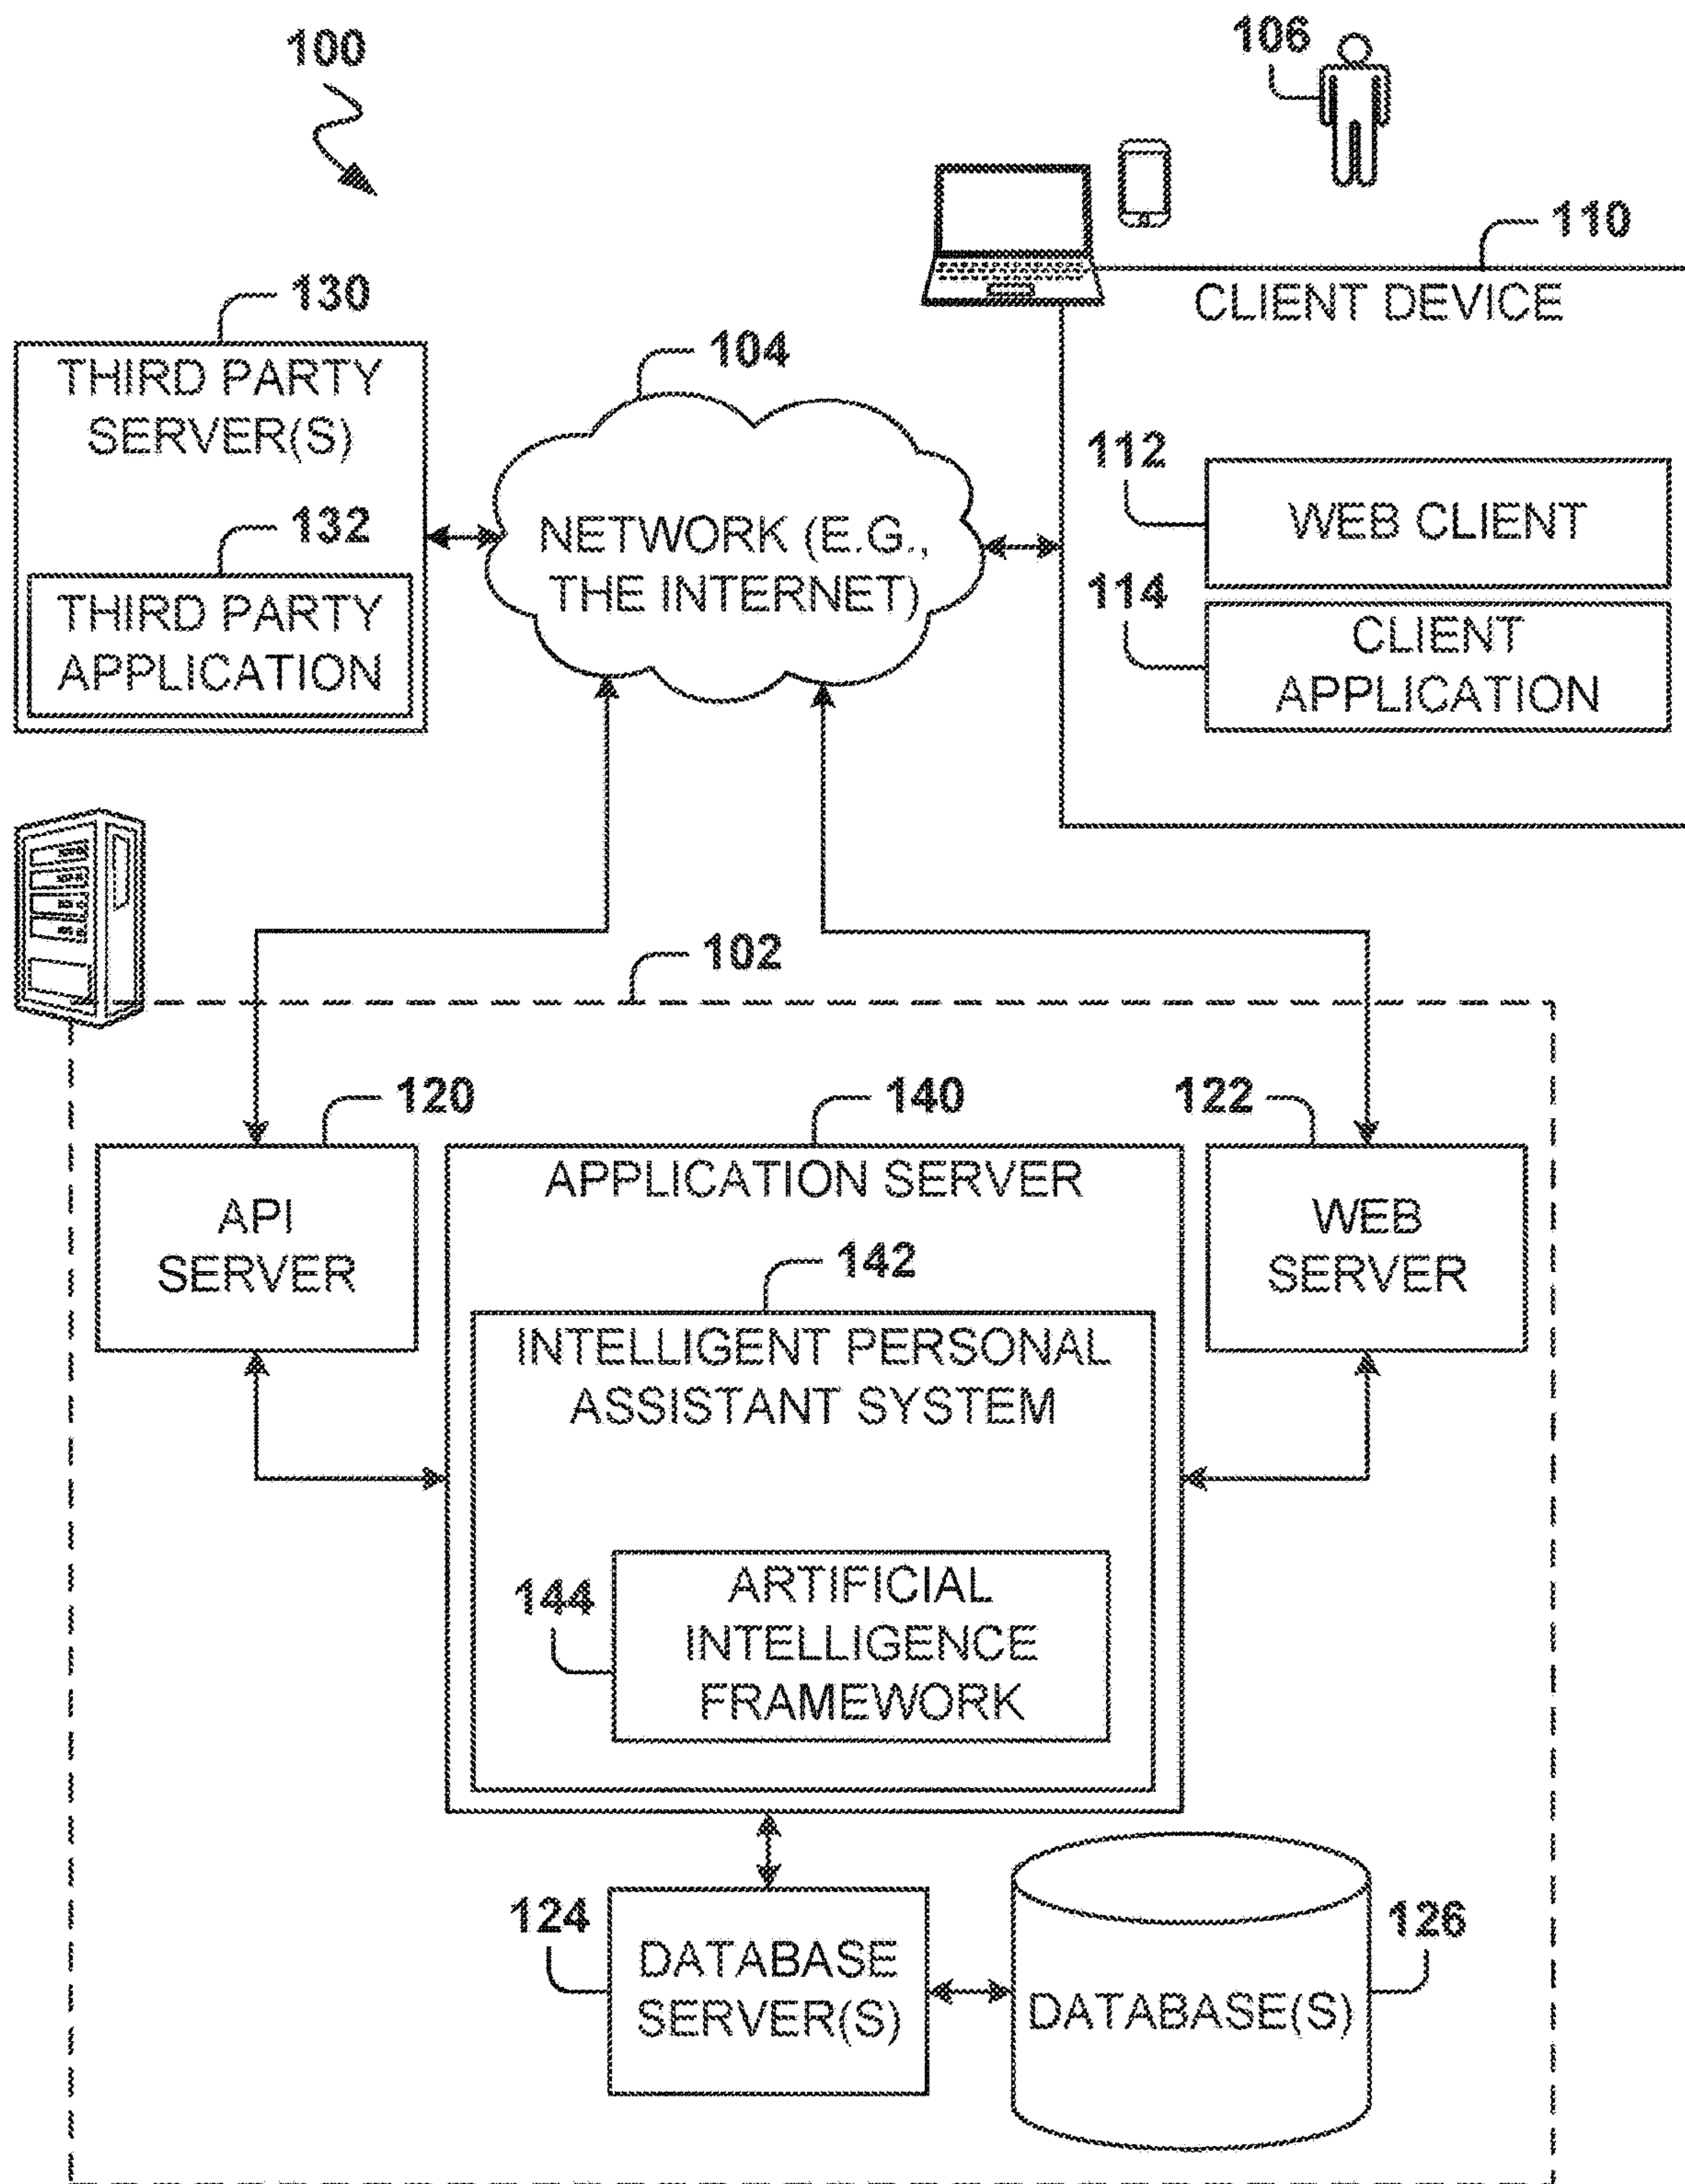 100
106
110
CLIENT DEVICE
130
THIRD PARTY
SERVER(S)
132
THIRD PARTY
APPLICATION
104
NETWORK (E.G.,
THE INTERNET)
112
WEB CLIENT
114
CLIENT
APPLICATION
102
120
API
SERVER
140
APPLICATION SERVER
122
WEB
SERVER
142
INTELLIGENT PERSONAL
ASSISTANT SYSTEM
144
ARTIFICIAL
INTELLIGENCE
FRAMEWORK
124
DATABASE
SERVER(S)
126
DATABASE(S)